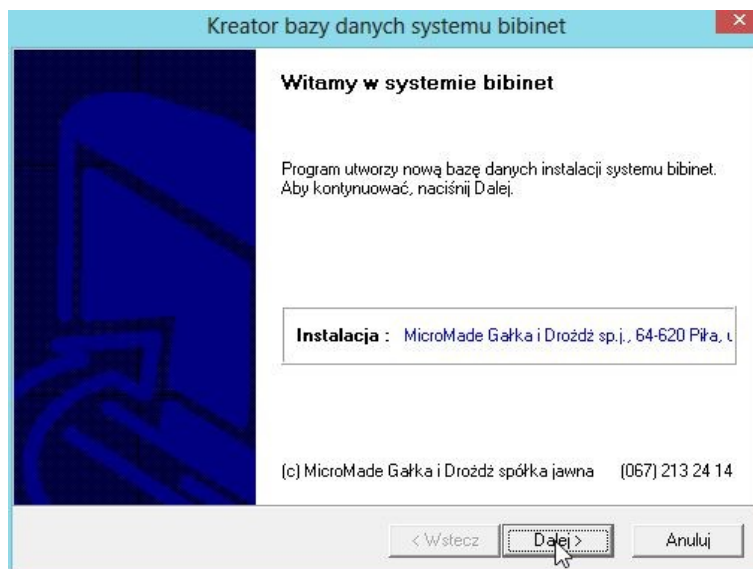 Kreator bazy danych systemu bibinet
Witamy w systemie bibinet
Program utworzy nową bazę danych instalacji systemu bibinet.
Aby kontynuować, naciśnij Dalej.
Instalacja : MicroMade Gałka i Drożdż sp.j., 64-620 Piła, u
(c) MicroMade Gałka i Drożdż spółka jawna (067) 213 24 14
< Wstecz Dalej > Anuluj